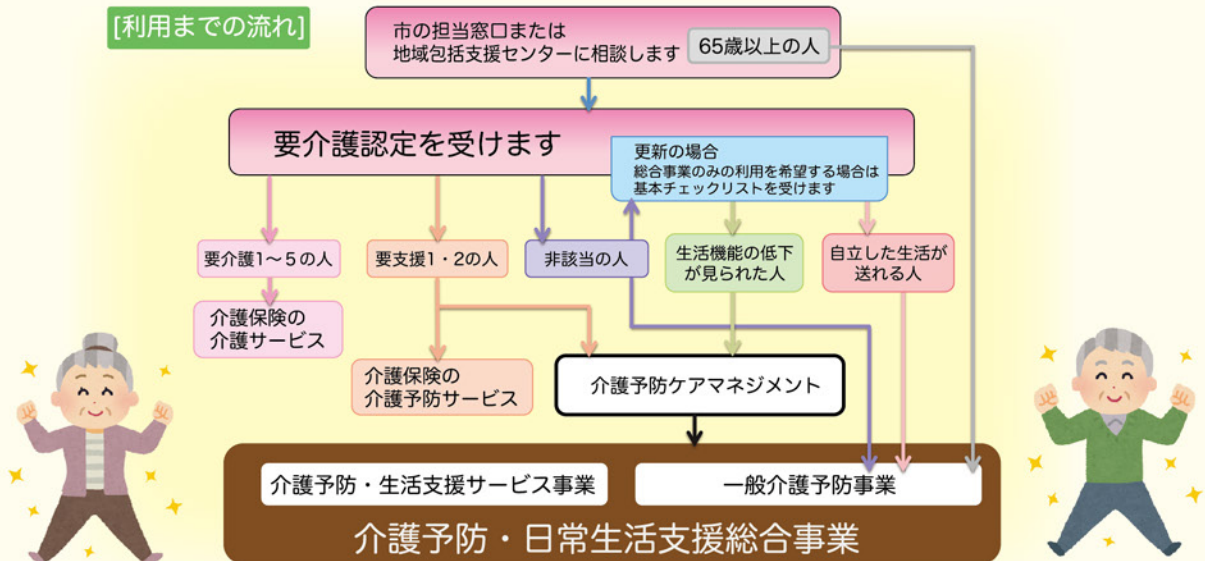 [利用までの流れ]
市の担当窓口または
地域包括支援センターに相談します
65歳以上の人
要介護認定を受けます
更新の場合
総合事業のみの利用を希望する場合は
基本チェックリストを受けます
要介護1～5の人
要支援1・2の人
非該当の人
生活機能の低下
が見られた人
自立した生活が
送れる人
介護保険の
介護サービス
介護保険の
介護予防サービス
介護予防ケアマネジメント
介護予防・生活支援サービス事業
一般介護予防事業
介護予防・日常生活支援総合事業